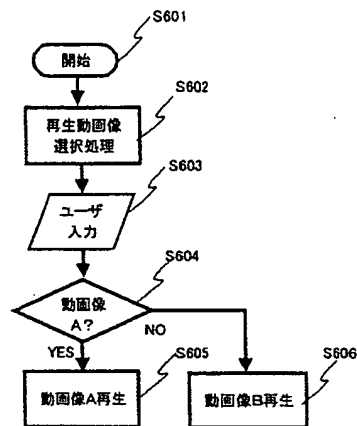 S601
開始
S602
再生動画像
選択処理
S603
ユーザ
入力
S604
動画像
A?
YES
NO
S605
動画像A再生
S606
動画像B再生